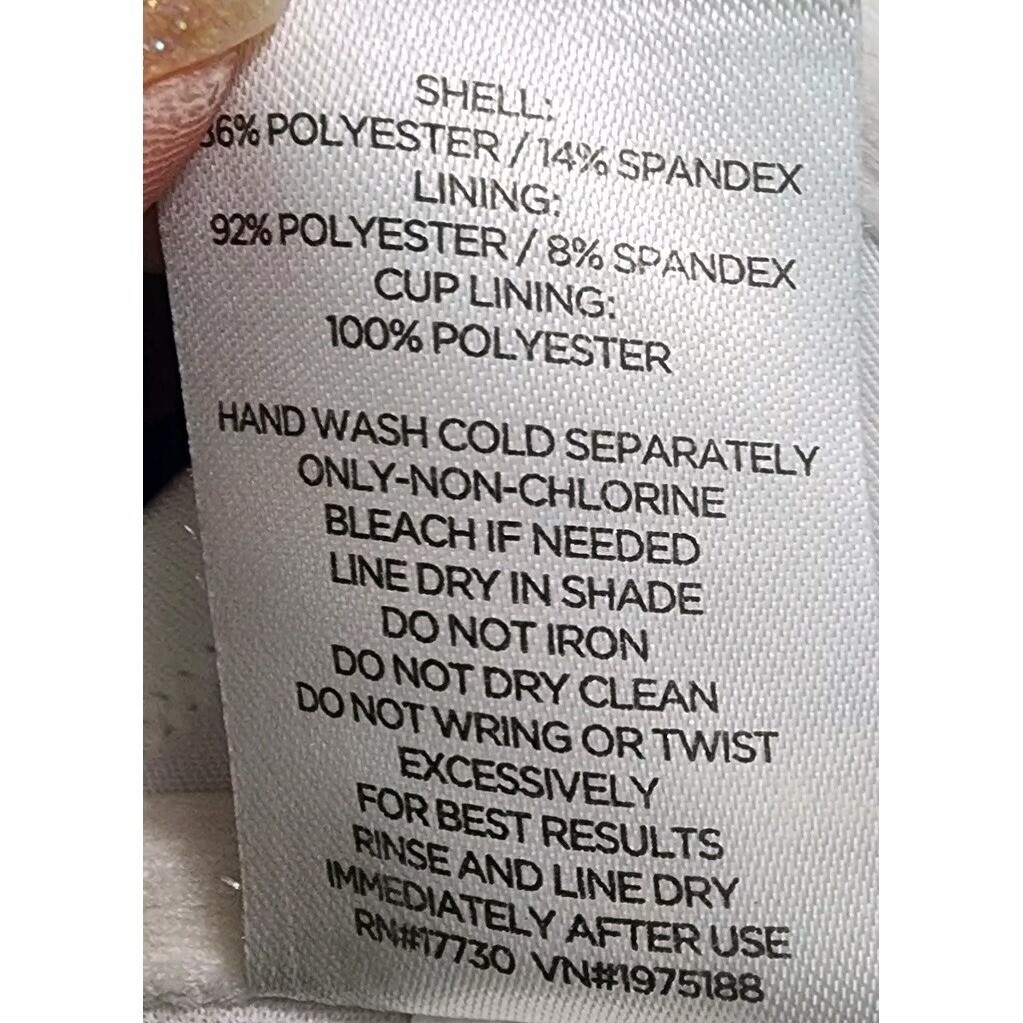 SHELL:
86% POLYESTER / 14% SPANDEX
LINING:
92% POLYESTER / 8% SPANDEX
CUP LINING:
100% POLYESTER
HAND WASH COLD SEPARATELY
ONLY-NON-CHLORINE
BLEACH IF NEEDED
LINE DRY IN SHADE
DO NOT IRON
DO NOT DRY CLEAN
DO NOT WRING OR TWIST
EXCESSIVELY
FOR BEST RESULTS
RINSE AND LINE DRY
IMMEDIATELY AFTER USE
RN#17730 VN#1975188